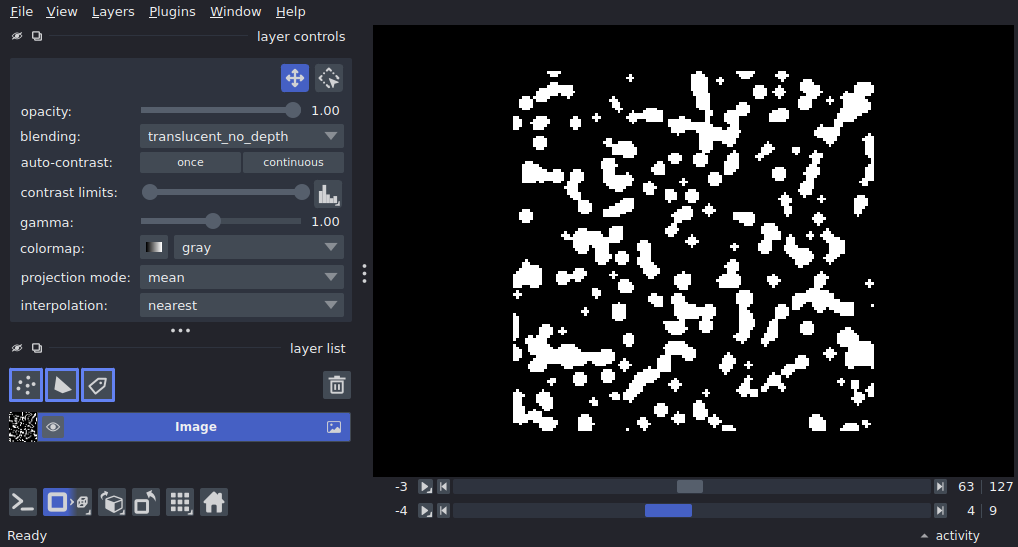 File View Layers Plugins Window Help
layer controls
opacity: 1.00
blending: translucent_no_depth
auto-contrast: once continuous
contrast limits:
gamma: 1.00
colormap: gray
projection mode: mean
interpolation: nearest
layer list
Image
-3 63 127
-4 4 9
Ready activity